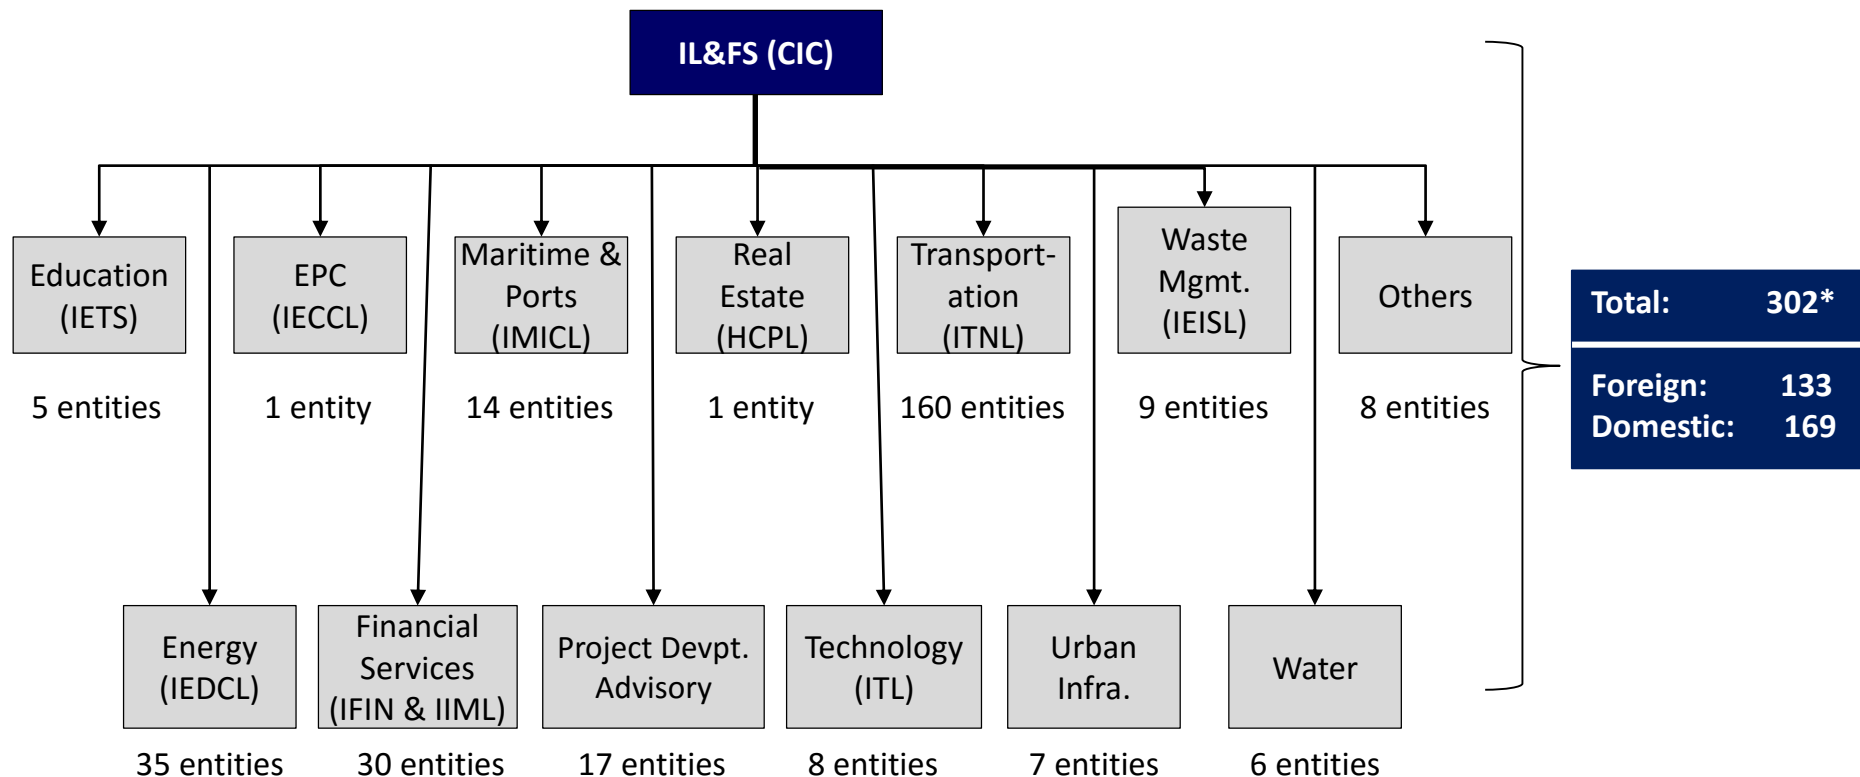 IL&FS (CIC)
Education
(IETS)
5 entities
EPC
(IECCL)
1 entity
Maritime &
Ports
(IMICL)
14 entities
Real
Estate
(HCPL)
1 entity
Transport-
ation
(ITNL)
160 entities
Waste
Mgmt.
(IEISL)
9 entities
Others
8 entities
Energy
(IEDCL)
35 entities
Financial
Services
(IFIN & IIML)
30 entities
Project Devpt.
Advisory
17 entities
Technology
(ITL)
8 entities
Urban
Infra.
7 entities
Water
6 entities
Total: 302*
Foreign: 133
Domestic: 169